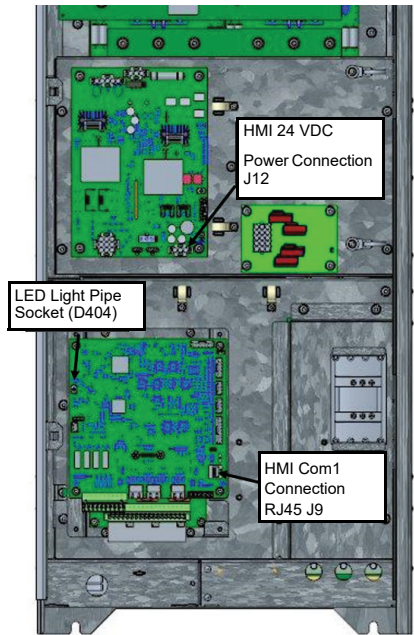 HMI 24 VDC
Power Connection
J12
LED Light Pipe
Socket (D404)
HMI Com1
Connection
RJ45 J9